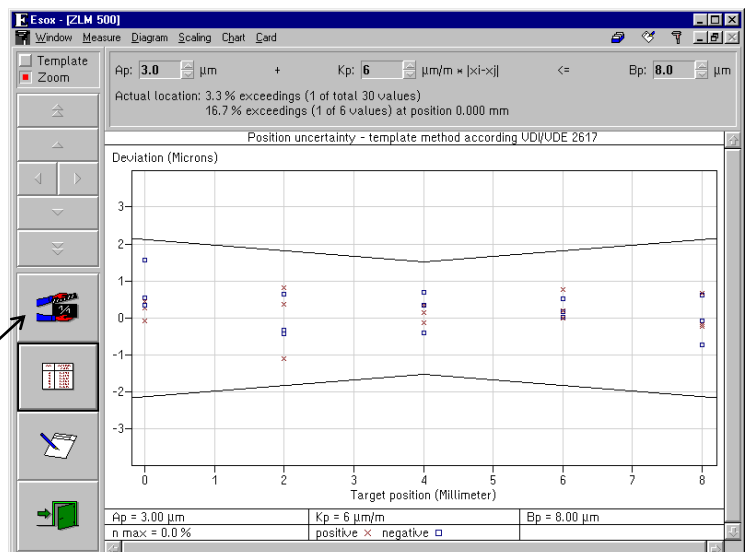 Esox - [ZLM 500]
Window Measure Diagram Scaling Chart Card
Template
Zoom
Ap: 3.0 µm + Kp: 6 µm/m * |xi-xj| <= Bp: 8.0 µm
Actual location: 3.3 % exceedings (1 of total 30 values)
16.7 % exceedings (1 of 6 values) at position 0.000 mm
Position uncertainty - template method according VDI/VDE 2617
Deviation (Microns)
3
2
1
0
-1
-2
-3
0 1 2 3 4 5 6 7 8
Target position (Millimeter)
Ap = 3.00 µm Kp = 6 µm/m Bp = 8.00 µm
n max = 0.0 % positive × negative □